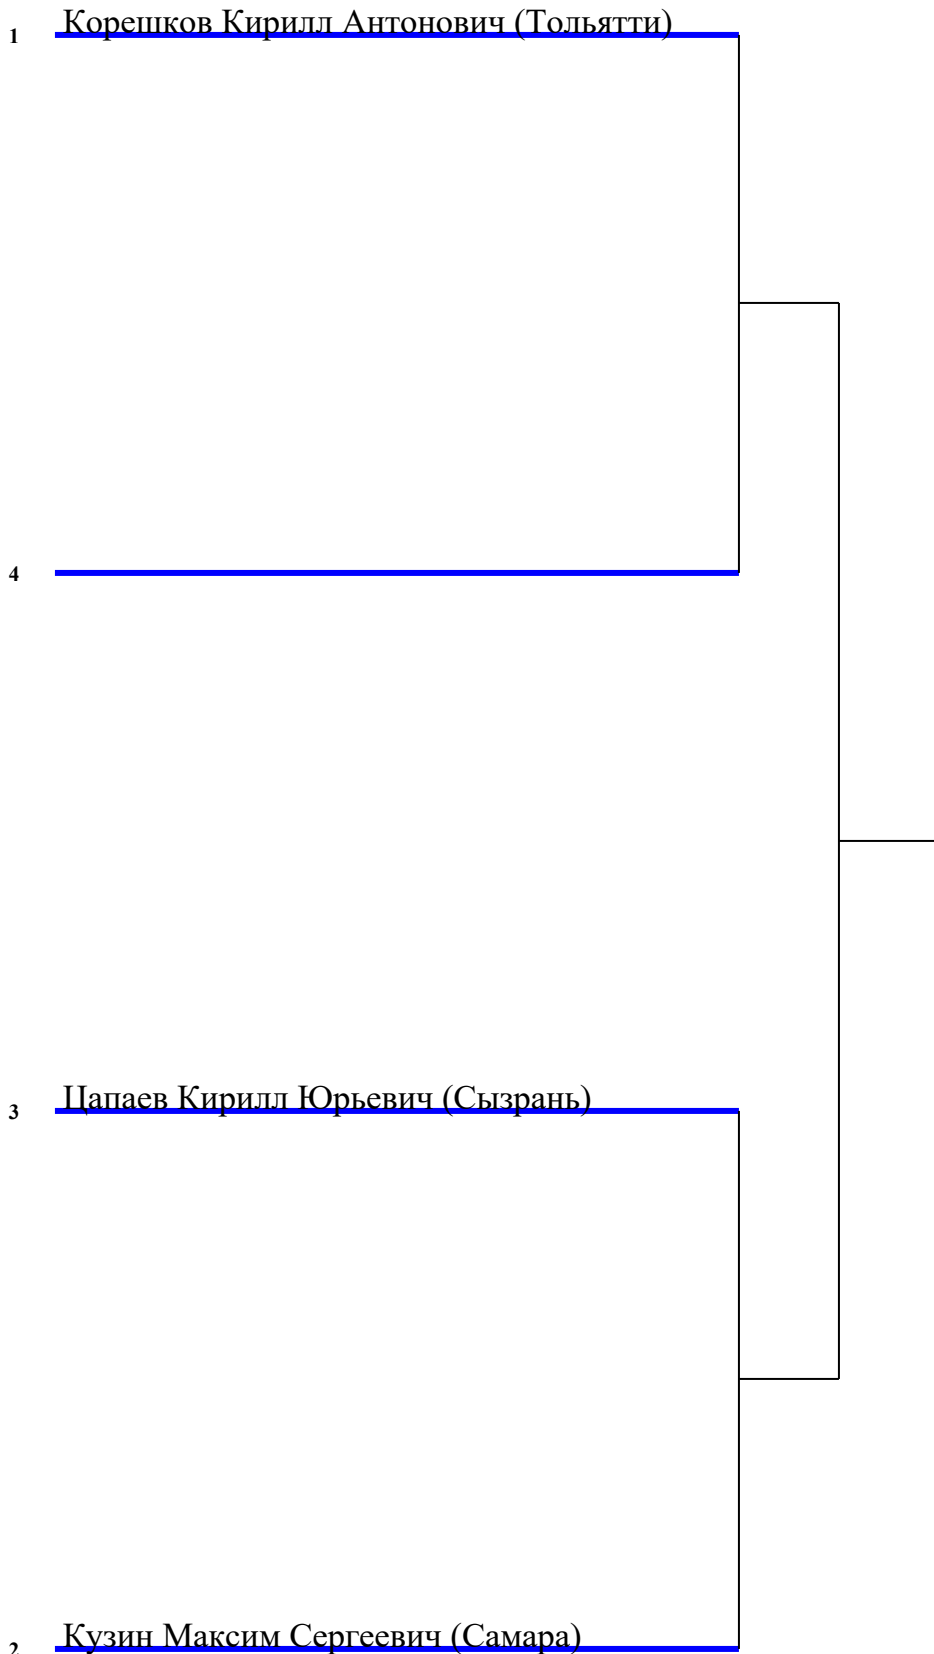 1 Корешков Кирилл Антонович (Тольятти)
4
3 Цапаев Кирилл Юрьевич (Сызрань)
2 Кузин Максим Сергеевич (Самара)